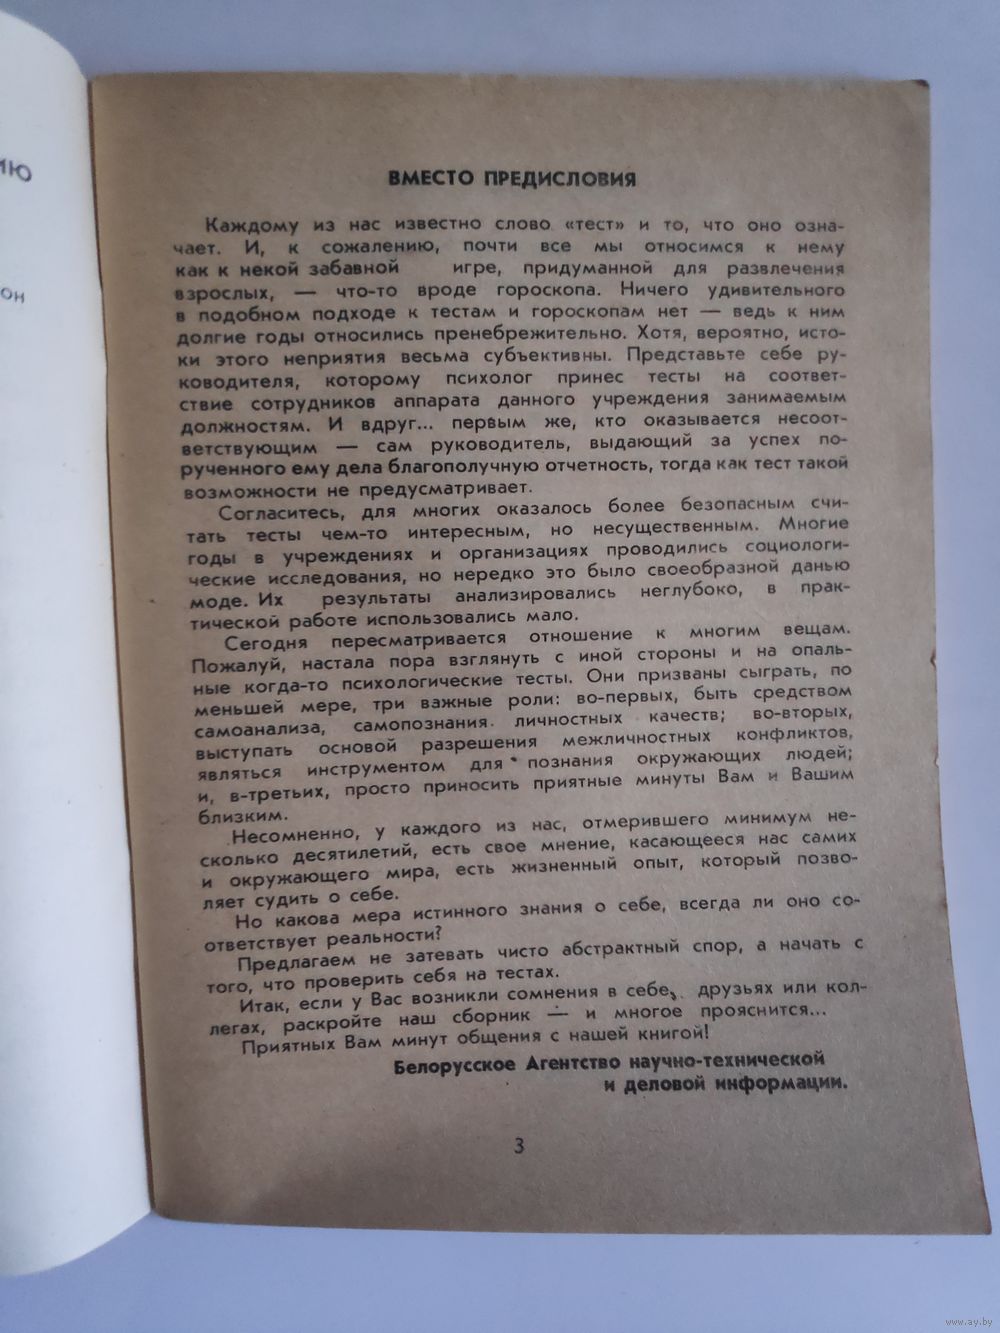 ИЮ
ОН
ВМЕСТО ПРЕДИСЛОВИЯ
Каждому из нас известно слово «тест» и то, что оно озна-
чает. И, к сожалению, почти все мы относимся к нему
как к некой забавной игре, придуманной для развлечения
взрослых, — что-то вроде гороскопа. Ничего удивительного
в подобном подходе к тестам и гороскопам нет — ведь к ним
долгие годы относились пренебрежительно. Хотя, вероятно, исто-
ки этого неприятия весьма субъективны. Представьте себе ру-
ководителя, которому психолог принес тесты на соответ-
ствие сотрудников аппарата данного учреждения занимаемым
должностям. И вдруг... первым же, кто оказывается несоот-
ветствующим — сам руководитель, выдающий за успех по-
рученного ему дела благополучную отчетность, тогда как тест такой
возможности не предусматривает.
Согласитесь, для многих оказалось более безопасным счи-
тать тесты чем-то интересным, но несущественным. Многие
годы в учреждениях и организациях проводились социологи-
ческие исследования, но нередко это было своеобразной данью
моде. Их результаты анализировались неглубоко, в прак-
тической работе использовались мало.
Сегодня пересматривается отношение к многим вещам.
Пожалуй, настала пора взглянуть с иной стороны и на опаль-
ные когда-то психологические тесты. Они призваны сыграть, по
меньшей мере, три важные роли: во-первых, быть средством
самоанализа, самопознания личностных качеств; во-вторых,
выступать основой разрешения межличностных конфликтов,
являться инструментом для познания окружающих людей;
и, в-третьих, просто приносить приятные минуты Вам и Вашим
близким.
Несомненно, у каждого из нас, отмерившего минимум не-
сколько десятилетий, есть свое мнение, касающееся нас самих
и окружающего мира, есть жизненный опыт, который позво-
ляет судить о себе.
Но какова мера истинного знания о себе, всегда ли оно со-
ответствует реальности?
Предлагаем не затевать чисто абстрактный спор, а начать с
того, что проверить себя на тестах.
Итак, если у Вас возникли сомнения в себе, друзьях или кол-
легах, раскройте наш сборник — и многое прояснится...
Приятных Вам минут общения с нашей книгой!
Белорусское Агентство научно-технической
и деловой информации.
3
www.ay.by